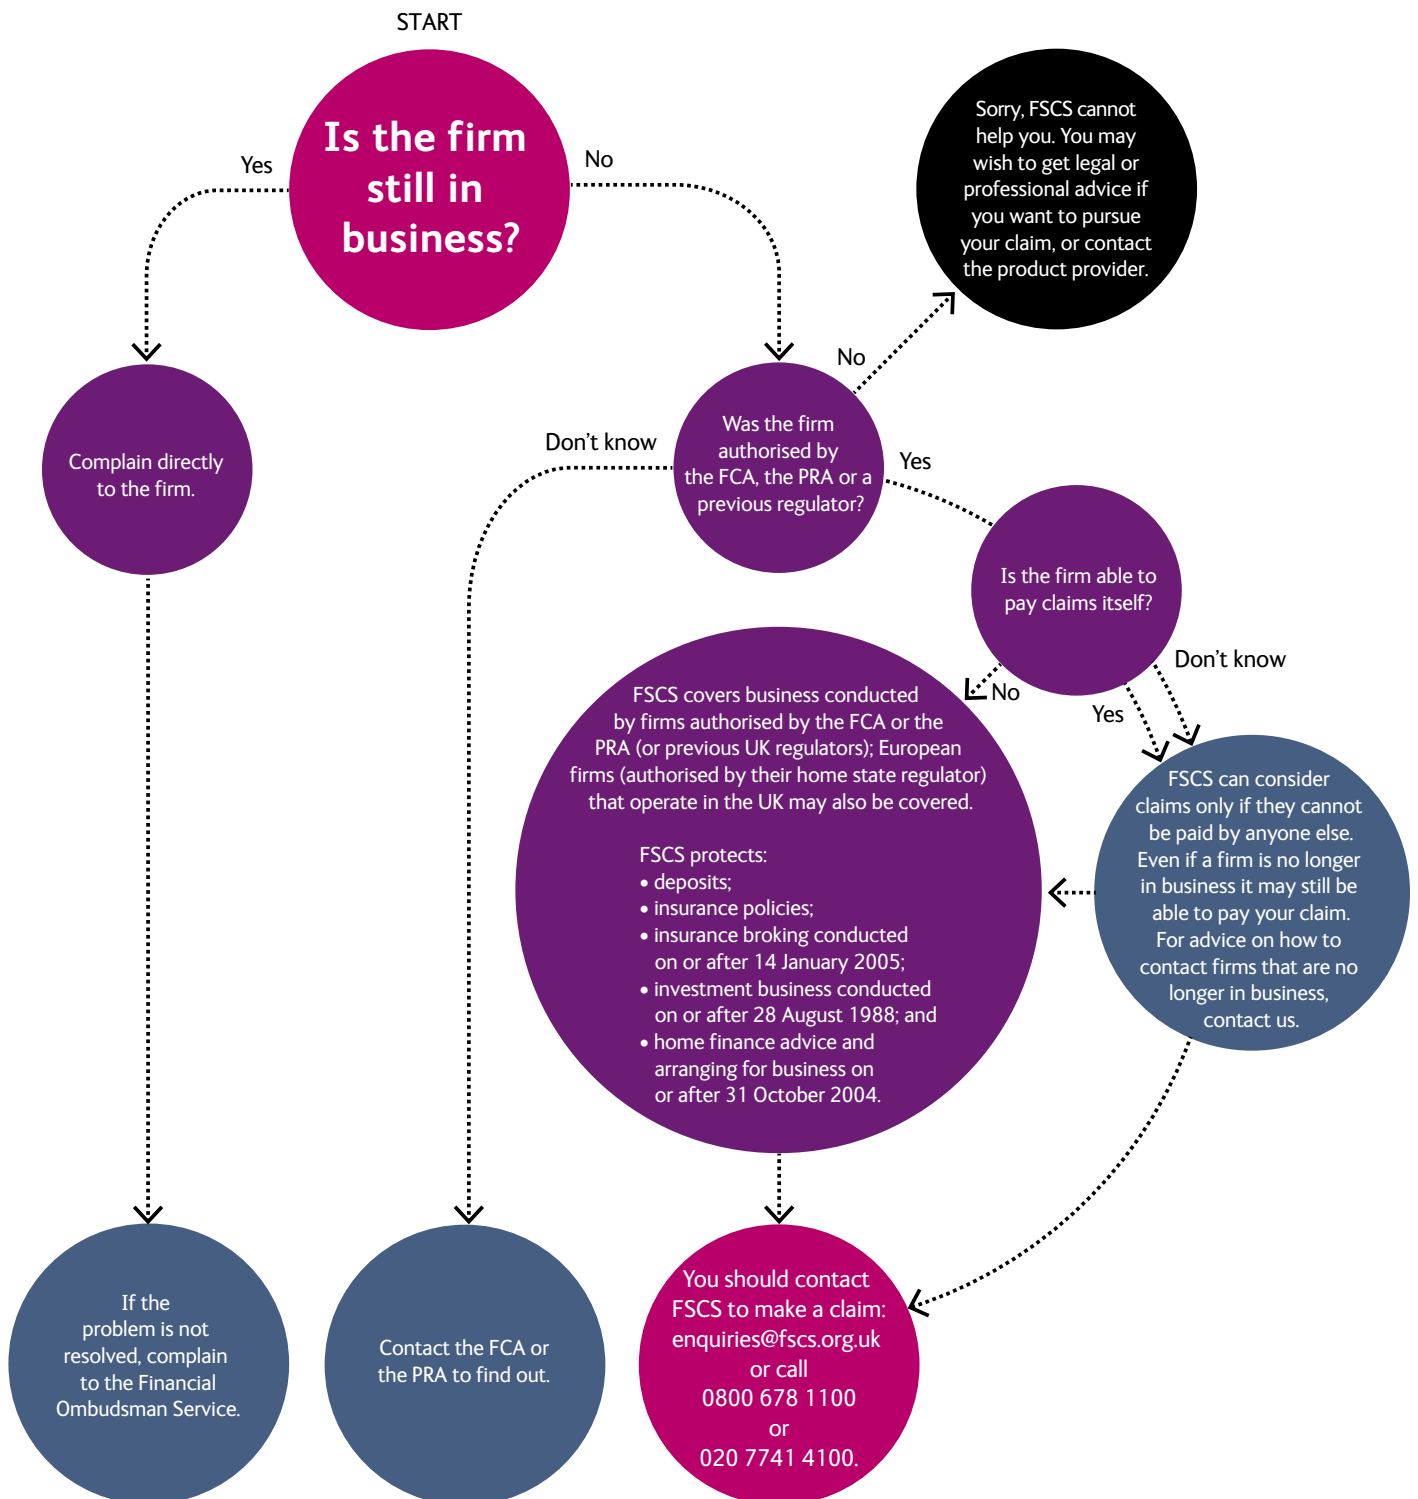 START
Is the firm
still in
business?
Yes
No
Sorry, FSCS cannot
help you. You may
wish to get legal or
professional advice if
you want to pursue
your claim, or contact
the product provider.
Complain directly
to the firm.
No
Was the firm
authorised by
the FCA, the PRA or a
previous regulator?
Don't know
Yes
Is the firm able to
pay claims itself?
No
Yes
Don't know
FSCS covers business conducted
by firms authorised by the FCA or the
PRA (or previous UK regulators); European
firms (authorised by their home state regulator)
that operate in the UK may also be covered.
FSCS protects:
• deposits;
• insurance policies;
• insurance broking conducted
on or after 14 January 2005;
• investment business conducted
on or after 28 August 1988; and
• home finance advice and
arranging for business on
or after 31 October 2004.
FSCS can consider
claims only if they cannot
be paid by anyone else.
Even if a firm is no longer
in business it may still be
able to pay your claim.
For advice on how to
contact firms that are no
longer in business,
contact us.
If the
problem is not
resolved, complain
to the Financial
Ombudsman Service.
Contact the FCA or
the PRA to find out.
You should contact
FSCS to make a claim:
enquiries@fscs.org.uk
or call
0800 678 1100
or
020 7741 4100.